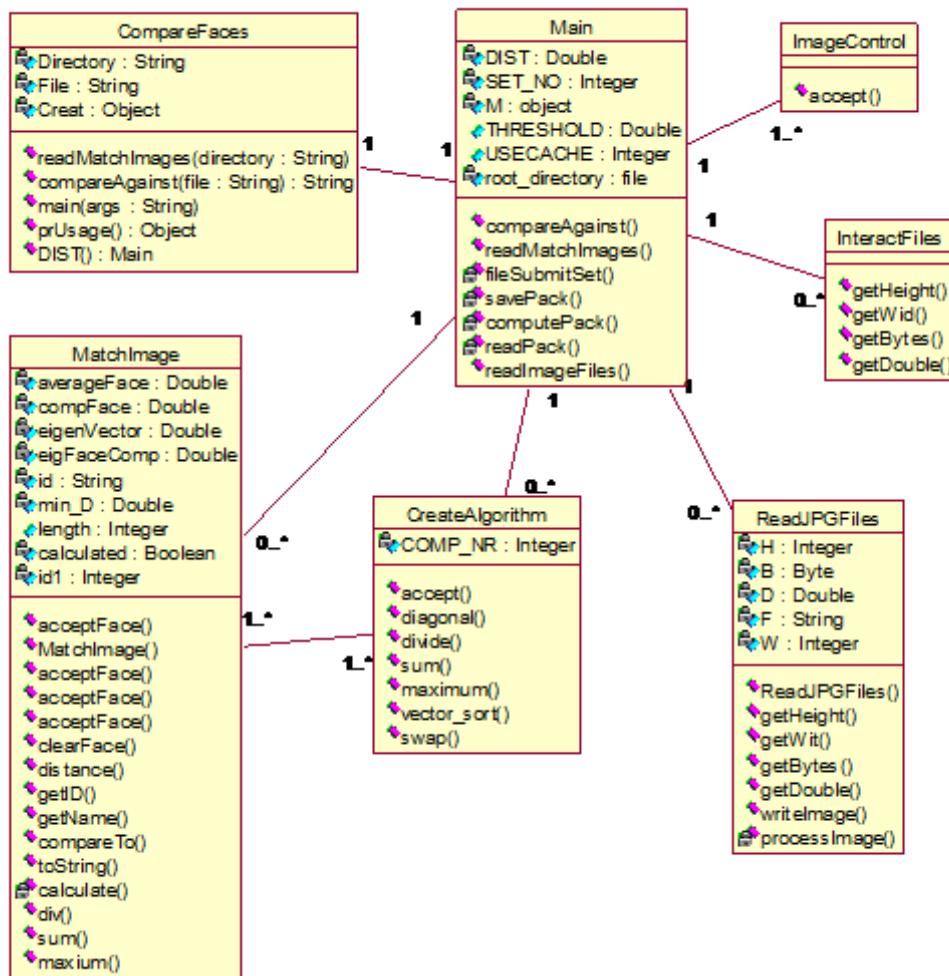 CompareFaces
Directory : String
File : String
Creat : Object
readMatchImages(directory : String)
compareAgainst(file : String) : String
main(args : String)
prUsage() : Object
DIST() : Main
1
1
Main
DIST : Double
SET_NO : Integer
M : object
THRESHOLD : Double
USECACHE : Integer
root_directory : file
compareAgainst()
readMatchImages()
fileSubmitSet()
savePack()
computePack()
readPack()
readImageFiles()
ImageControl
accept()
1..*
1
1
InteractFiles
getHeight()
getWid()
getBytes()
getDouble()
0..*
1
MatchImage
averageFace : Double
compFace : Double
eigenVector : Double
eigFaceComp : Double
id : String
min_D : Double
length : Integer
calculated : Boolean
id1 : Integer
acceptFace()
MatchImage()
acceptFace()
acceptFace()
acceptFace()
clearFace()
distance()
getID()
getName()
compareTo()
toString()
calculate()
div()
sum()
maxium()
0..*
1..*
1..*
1
0..*
CreateAlgorithm
COMP_NR : Integer
accept()
diagonal()
divide()
sum()
maximum()
vector_sort()
swap()
1
0..*
ReadJPGFiles
H : Integer
B : Byte
D : Double
F : String
W : Integer
ReadJPGFiles()
getHeight()
getWit()
getBytes()
getDouble()
writeImage()
processImage()